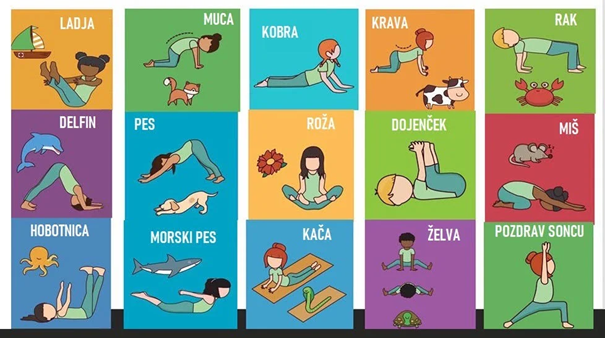 LADJA
MUCA
KOBRA
KRAVA
RAK
DELFIN
PES
ROŽA
DOJENČEK
MIŠ
HOBOTNICA
MORSKI PES
KAČA
ŽELVA
POZDRAV SONCU